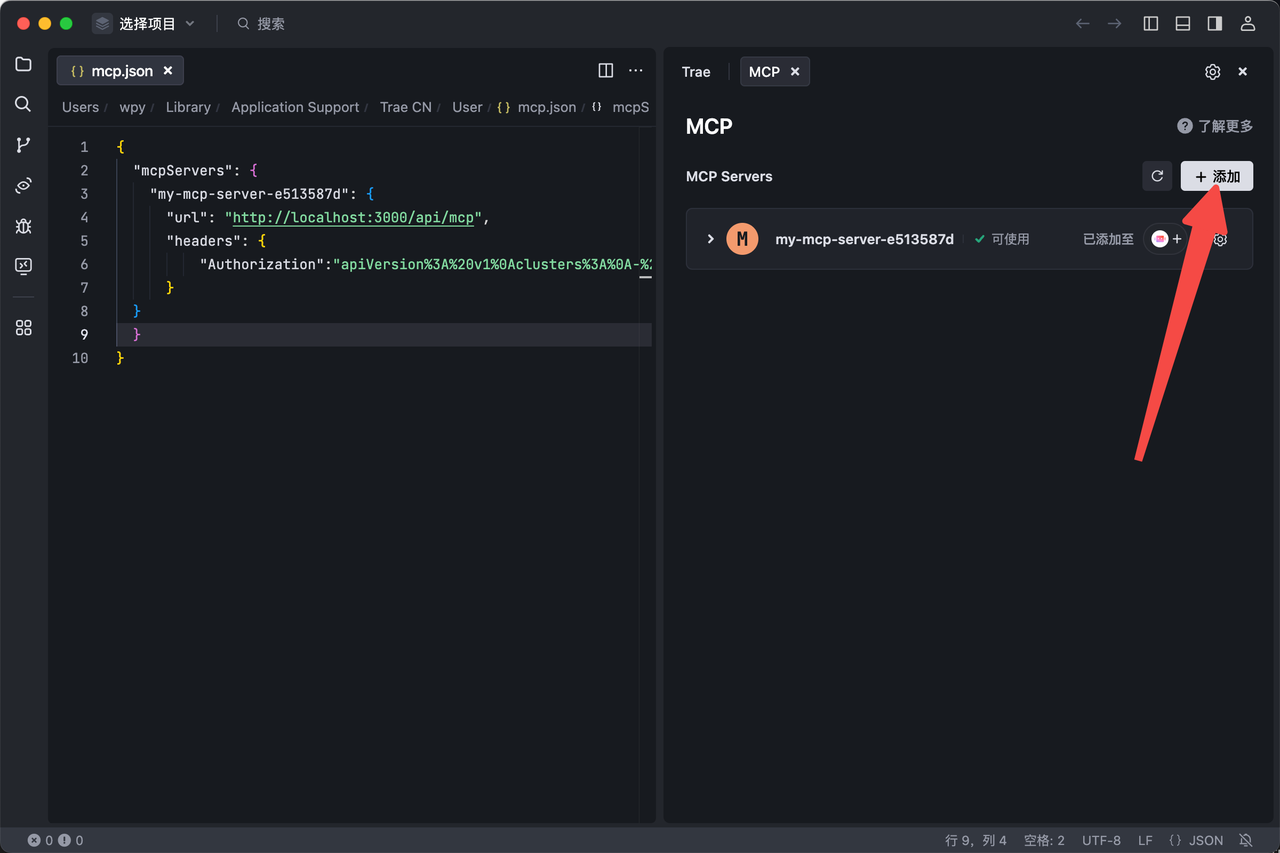 选择项目
搜索
{ } mcp.json ×
Users / wpy / Library / Application Support / Trae CN / User / { } mcp.json / { } mcpS
1 {
2 "mcpServers": {
3 "my-mcp-server-e513587d": {
4 "url": "http://localhost:3000/api/mcp",
5 "headers": {
6 "Authorization":"apiVersion%3A%20v1%0Aclusters%3A%0A-%2
7 }
8 }
9 }
10 }
Trae
MCP ×
MCP
? 了解更多
MCP Servers
+ 添加
M my-mcp-server-e513587d
可使用
已添加至
+
0 0
行 9，列 4
空格: 2
UTF-8
LF
{ } JSON